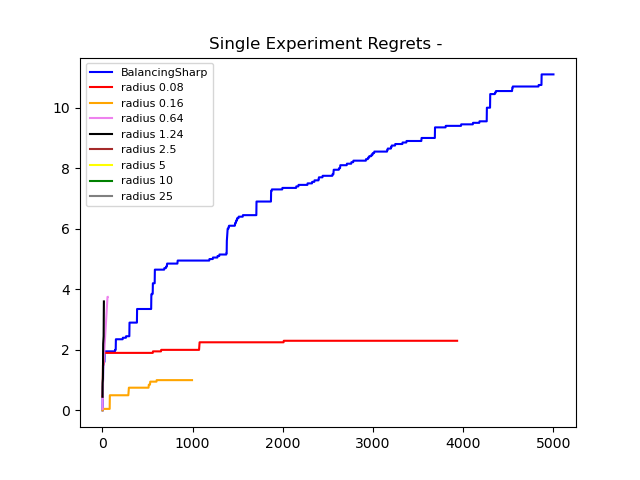 Single Experiment Regrets -
BalancingSharp
radius 0.08
radius 0.16
radius 0.64
radius 1.24
radius 2.5
radius 5
radius 10
radius 25
10
8
6
4
2
0
0 1000 2000 3000 4000 5000